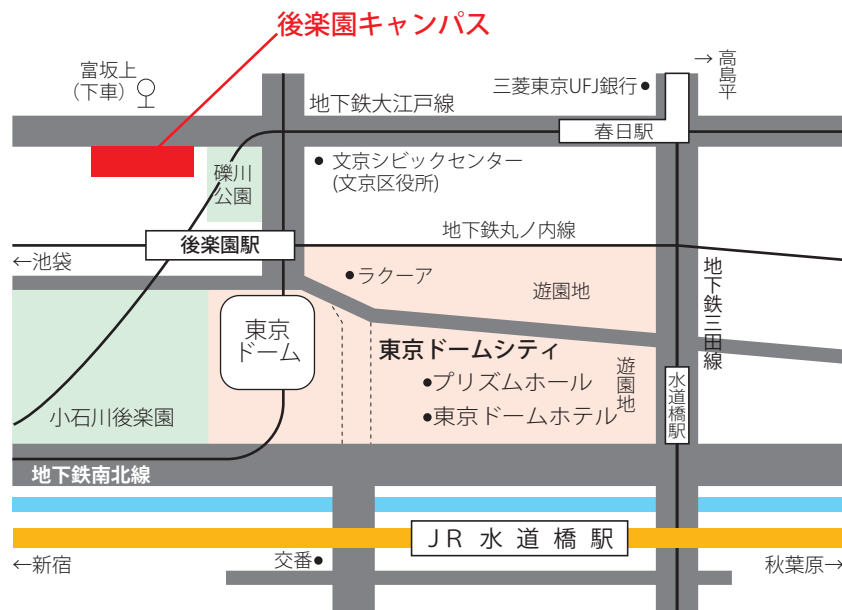 後楽園キャンパス
富坂上
(下車)
地下鉄大江戸線
三菱東京UFJ銀行●
→
高島平
春日駅
礫川
公園
● 文京シビックセンター
(文京区役所)
地下鉄丸ノ内線
後楽園駅
←池袋
●ラクーア
遊園地
地下鉄三田線
東京
ドーム
東京ドームシティ
●プリズムホール
●東京ドームホテル
遊園地
水道橋駅
小石川後楽園
地下鉄南北線
JR 水 道 橋 駅
←新宿
交番●
秋葉原→